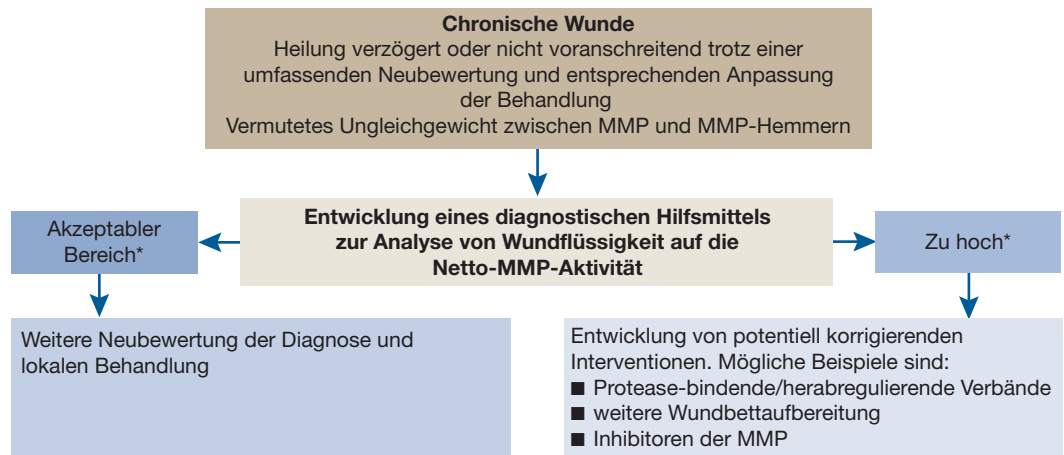 Chronische Wunde
Heilung verzögert oder nicht voranschreitend trotz einer
umfassenden Neubewertung und entsprechenden Anpassung
der Behandlung
Vermutetes Ungleichgewicht zwischen MMP und MMP-Hemmern
Akzeptabler
Bereich*
Entwicklung eines diagnostischen Hilfsmittels
zur Analyse von Wundflüssigkeit auf die
Netto-MMP-Aktivität
Zu hoch*
Weitere Neubewertung der Diagnose und
lokalen Behandlung
Entwicklung von potentiell korrigierenden
Interventionen. Mögliche Beispiele sind:
■ Protease-bindende/herabregulierende Verbände
■ weitere Wundbettaufbereitung
■ Inhibitoren der MMP